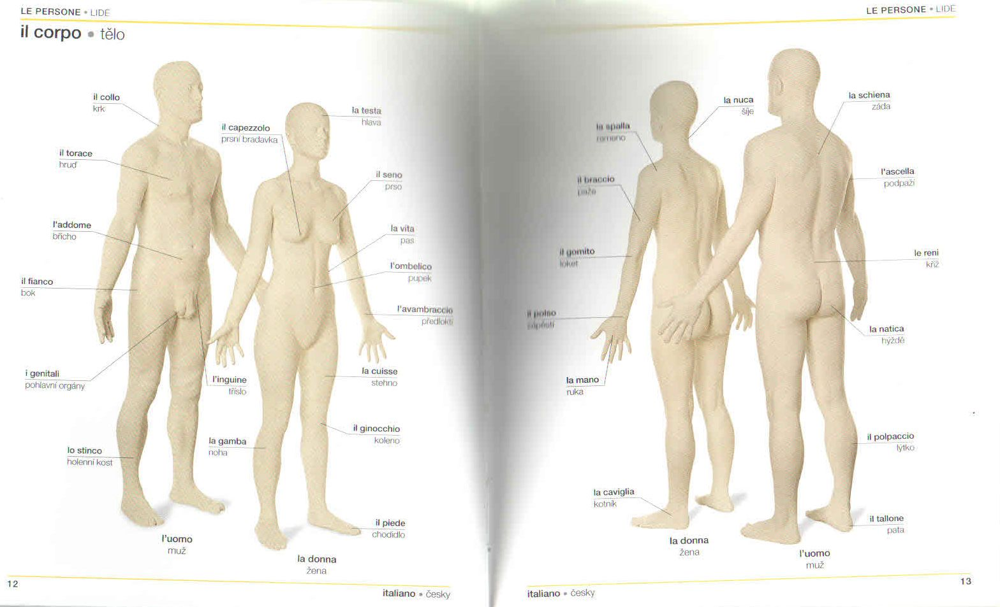 LE PERSONE • LIDÉ
il corpo • tělo
il collo
krk
il torace
hruď
l'addome
břicho
il fianco
bok
i genitali
pohlavní orgány
lo stinco
holenní kost
l'inguine
tříslo
l'uomo
muž
il capezzolo
prsní bradavka
la testa
hlava
il seno
prso
la vita
pas
l'ombelico
pupek
l'avambraccio
předloktí
la cuisse
stehno
il ginocchio
koleno
la gamba
noha
il piede
chodidlo
la donna
žena
12
italiano • česky
LE PERSONE • LIDÉ
la nuca
šíje
la spalla
rameno
il braccio
paže
il gomito
loket
il polso
zápěstí
la mano
ruka
la caviglia
kotník
la donna
žena
la schiena
záda
l'ascella
podpaží
le reni
kříž
la natica
hýždě
il polpaccio
lýtko
il tallone
pata
l'uomo
muž
italiano • česky
13